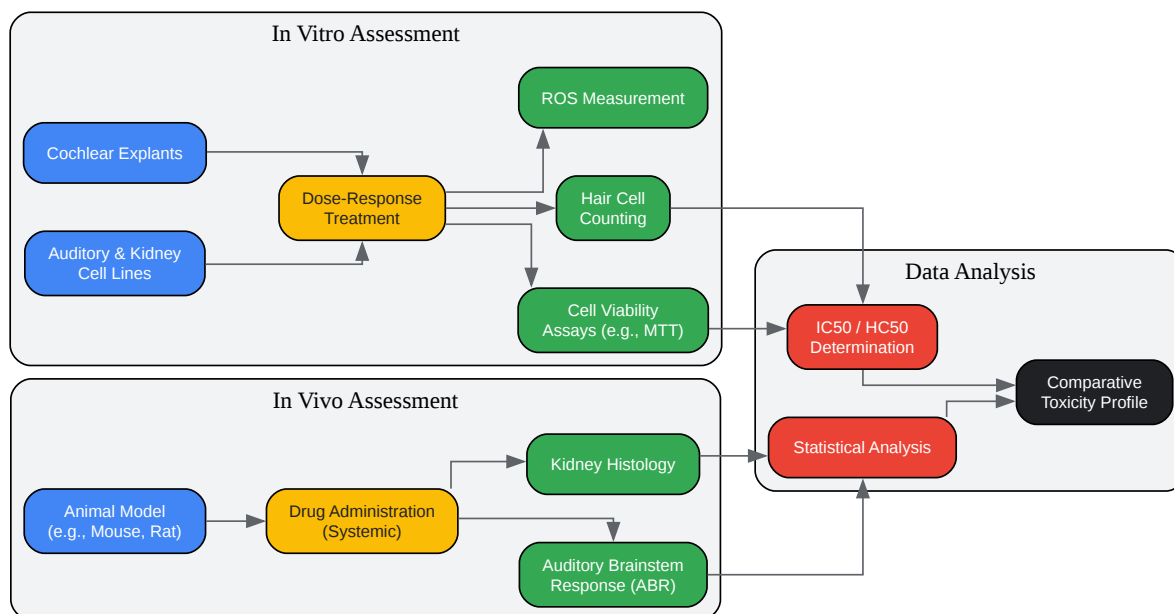 In Vitro Assessment
ROS Measurement
Cochlear Explants
Dose-Response
Treatment
Hair Cell
Counting
Auditory & Kidney
Cell Lines
Cell Viability
Assays (e.g., MTT)
Data Analysis
IC50 / HC50
Determination
Comparative
Toxicity Profile
Statistical Analysis
In Vivo Assessment
Kidney Histology
Animal Model
(e.g., Mouse, Rat)
Drug Administration
(Systemic)
Auditory Brainstem
Response (ABR)